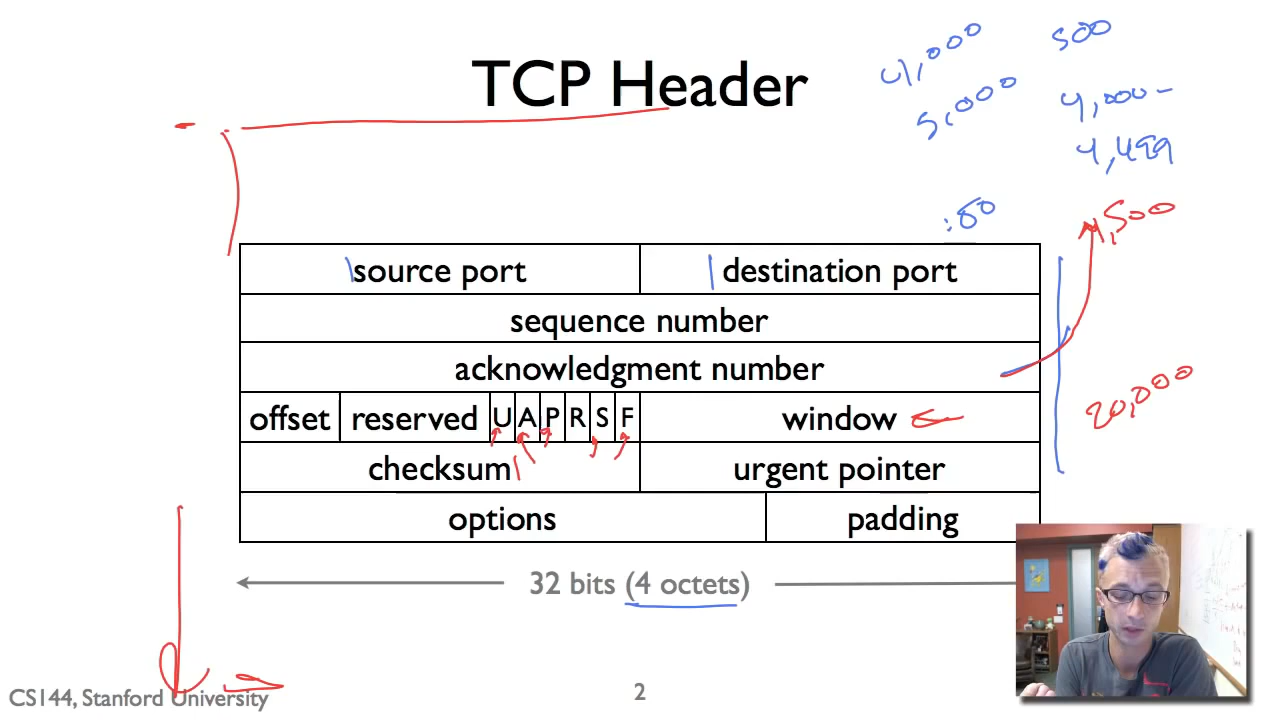 TCP Header
4,000
500
5,000
4,000-
4,499
:80
4,500
source port
destination port
sequence number
acknowledgment number
20,000
offset
reserved
U
A
P
R
S
F
window
checksum
urgent pointer
options
padding
32 bits (4 octets)
CS144, Stanford University
2